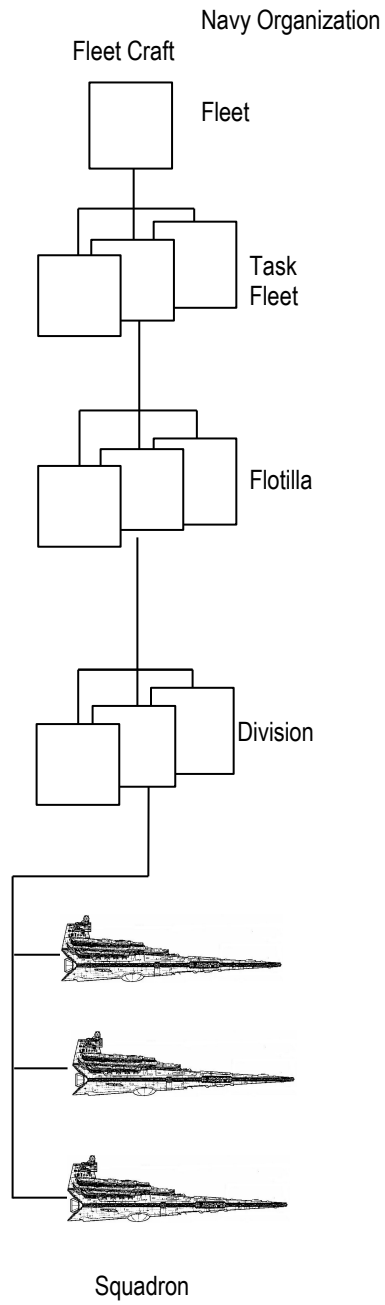 Navy Organization
Fleet Craft
Fleet
Task
Fleet
Flotilla
Division
Squadron